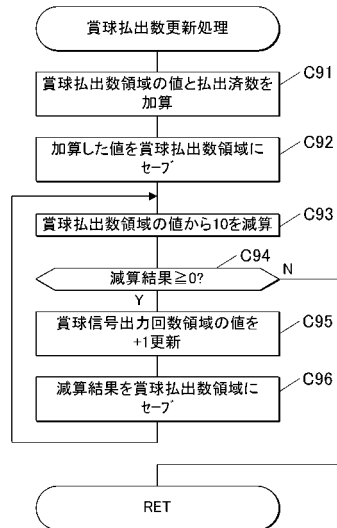 賞球払出数更新処理
C91
賞球払出数領域の値と払出済数を
加算
C92
加算した値を賞球払出数領域に
セーブ
C93
賞球払出数領域の値から10を減算
C94
減算結果≧0?
N
Y
C95
賞球信号出力回数領域の値を
+1更新
C96
減算結果を賞球払出数領域に
セーブ
RET